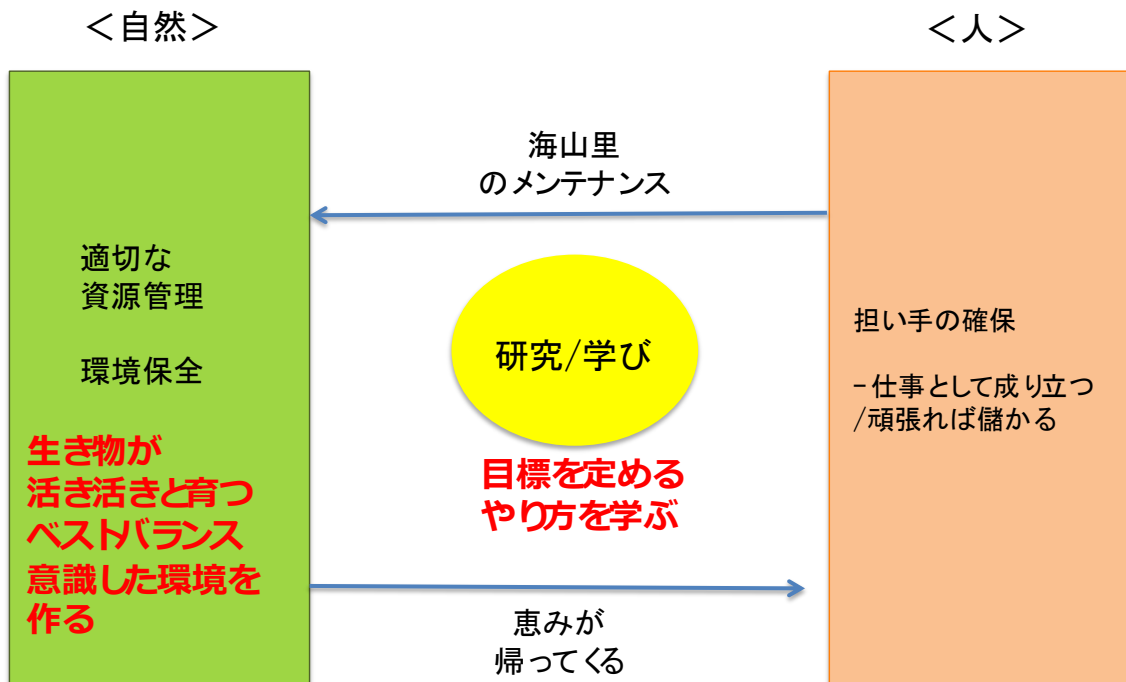 ＜自然＞
＜人＞
海山里
のメンテナンス
適切な
資源管理
環境保全
生き物が
活き活きと育つ
ベストバランス
意識した環境を
作る
研究/学び
目標を定める
やり方を学ぶ
担い手の確保
-仕事として成り立つ
/頑張れば儲かる
恵みが
帰ってくる